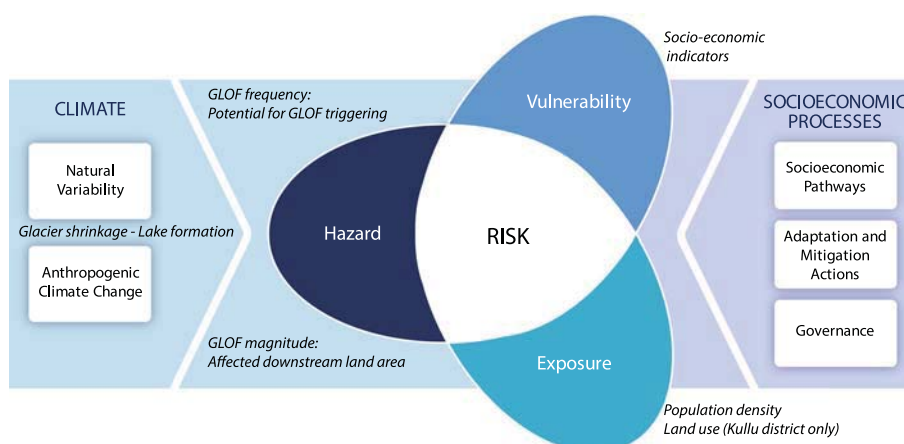 CLIMATE
Natural
Variability
Glacier shrinkage - Lake formation
Anthropogenic
Climate Change
GLOF frequency:
Potential for GLOF triggering
Hazard
GLOF magnitude:
Affected downstream land area
Socio-economic
indicators
Vulnerability
RISK
Exposure
Population density
Land use (Kullu district only)
SOCIOECONOMIC
PROCESSES
Socioeconomic
Pathways
Adaptation and
Mitigation
Actions
Governance